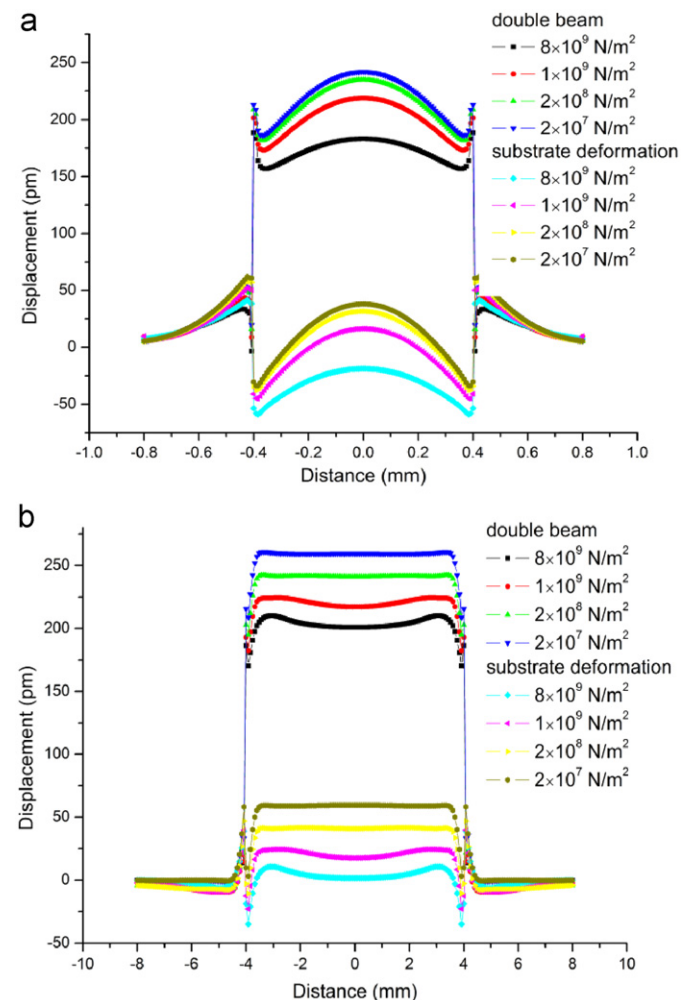 a
double beam
8×10⁹ N/m²
1×10⁹ N/m²
2×10⁸ N/m²
2×10⁷ N/m²
substrate deformation
8×10⁹ N/m²
1×10⁹ N/m²
2×10⁸ N/m²
2×10⁷ N/m²
250
200
150
100
50
0
-50
Displacement (pm)
-1.0 -0.8 -0.6 -0.4 -0.2 0.0 0.2 0.4 0.6 0.8 1.0
Distance (mm)
b
double beam
8×10⁹ N/m²
1×10⁹ N/m²
2×10⁸ N/m²
2×10⁷ N/m²
substrate deformation
8×10⁹ N/m²
1×10⁹ N/m²
2×10⁸ N/m²
2×10⁷ N/m²
250
200
150
100
50
0
-50
Displacement (pm)
-10 -8 -6 -4 -2 0 2 4 6 8 10
Distance (mm)